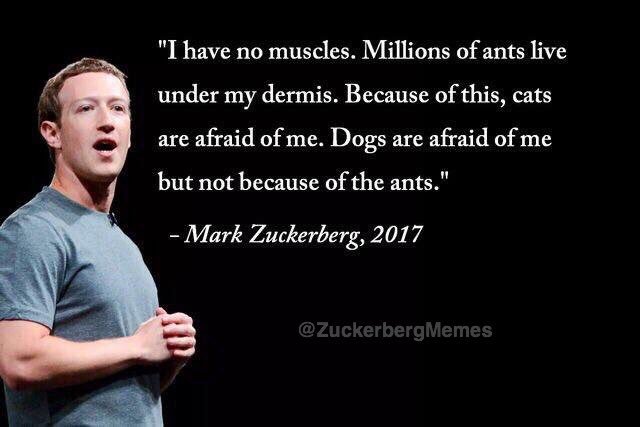 "I have no muscles. Millions of ants live
under my dermis. Because of this, cats
are afraid of me. Dogs are afraid of me
but not because of the ants."
- Mark Zuckerberg, 2017
@ZuckerbergMemes